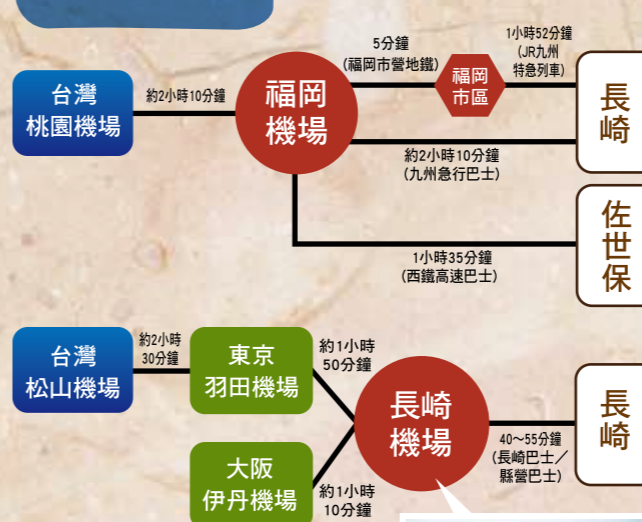 台灣
桃園機場
約2小時10分鐘
福岡
機場
5分鐘
(福岡市營地鐵)
福岡
市區
1小時52分鐘
(JR九州
特急列車)
長崎
約2小時10分鐘
(九州急行巴士)
1小時35分鐘
(西鐵高速巴士)
佐世保
台灣
松山機場
約2小時
30分鐘
東京
羽田機場
約1小時
50分鐘
大阪
伊丹機場
約1小時
10分鐘
長崎
機場
40～55分鐘
(長崎巴士／
縣營巴士)
長崎